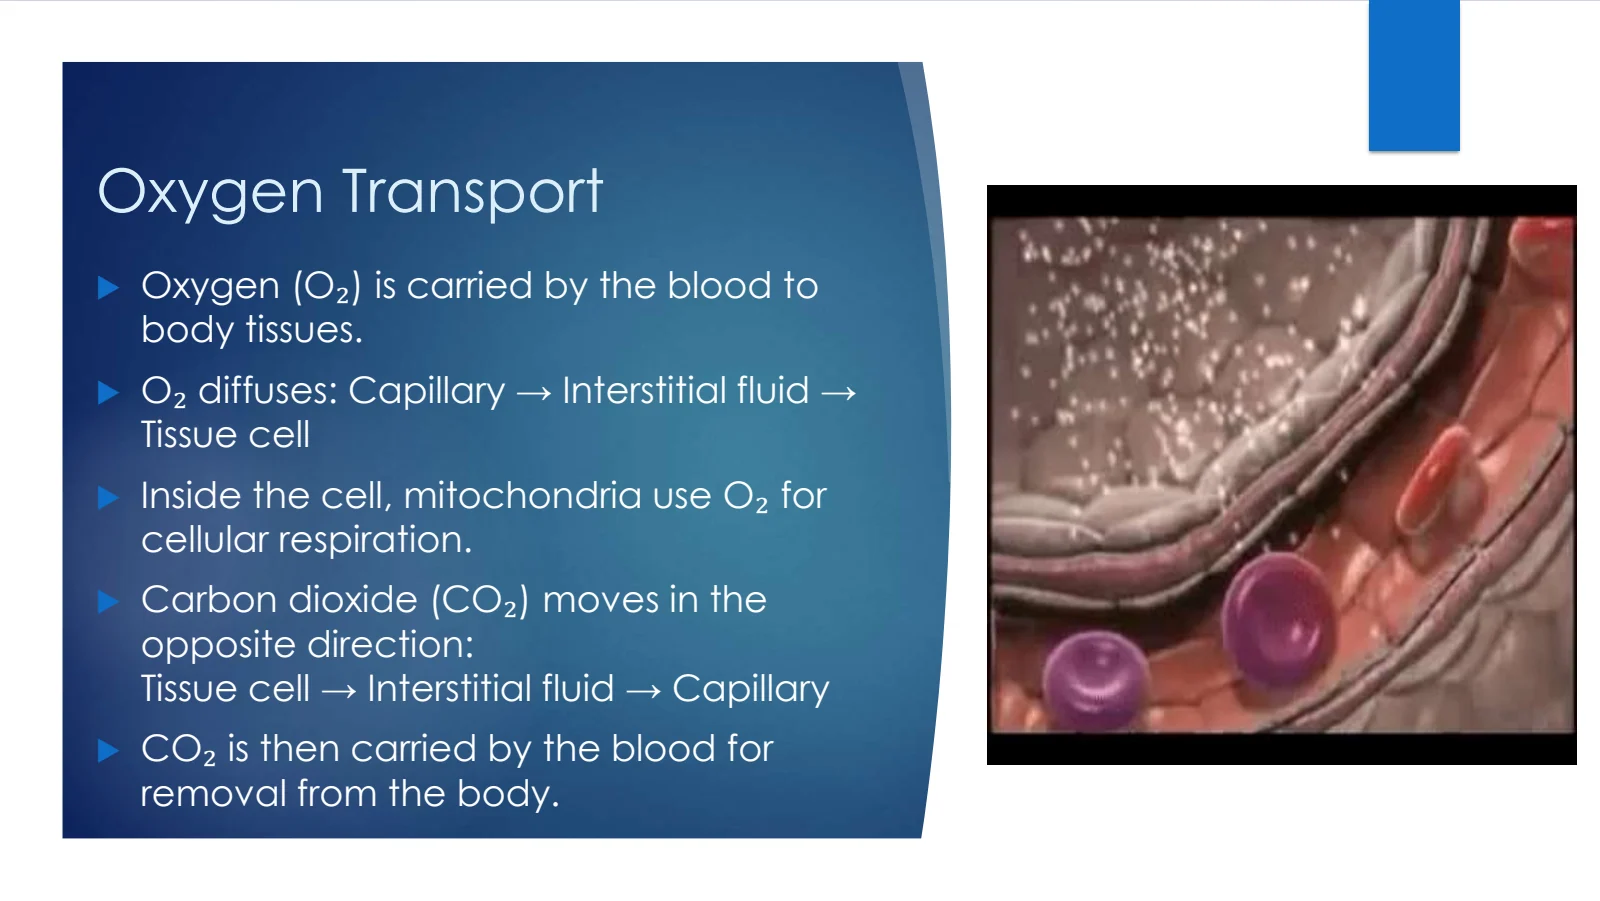 Oxygen Transport
Oxygen (O₂) is carried by the blood to
body tissues.
O₂ diffuses: Capillary → Interstitial fluid →
Tissue cell
Inside the cell, mitochondria use O₂ for
cellular respiration.
Carbon dioxide (CO₂) moves in the
opposite direction:
Tissue cell → Interstitial fluid → Capillary
CO₂ is then carried by the blood for
removal from the body.